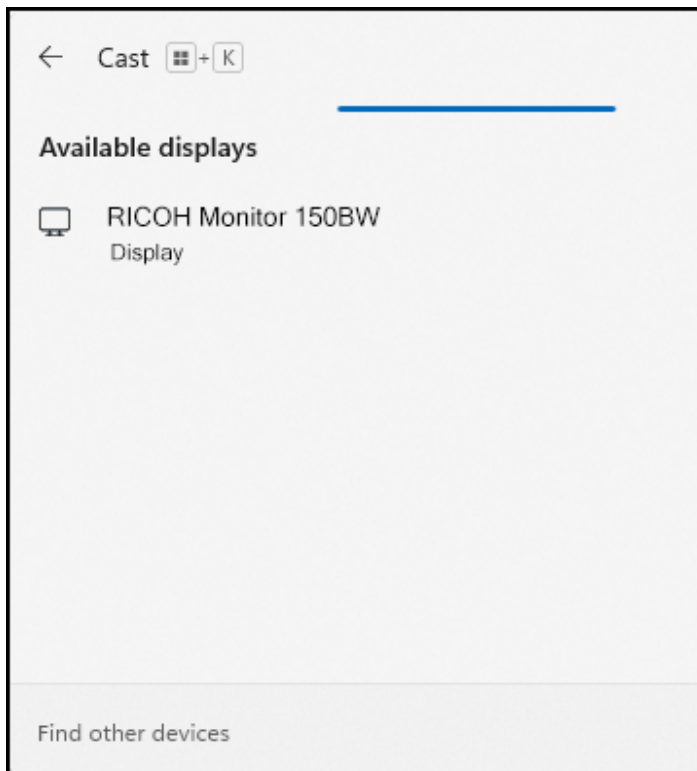 Cast + K
Available displays
RICOH Monitor 150BW
Display
Find other devices